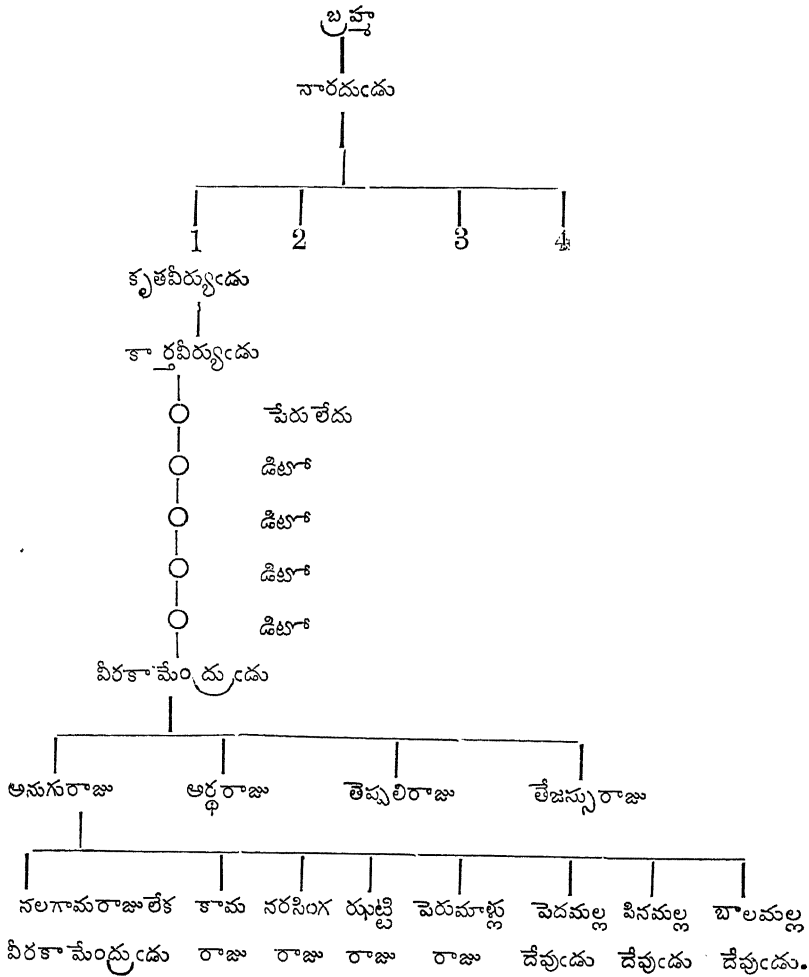 బ్రహ్మ
నారదుఁడు
1 2 3 4
కృతవీర్యుఁడు
కార్తవీర్యుఁడు
పేరు లేదు
డిటో
డిటో
డిటో
డిటో
వీరకామేంద్రుఁడు
అనుగురాజు అర్థరాజు తెప్పలిరాజు తేజస్సురాజు
నలగామరాజులేక కామ నరసింగ ఝట్టి పెరుమాళ్లు పెదమల్ల పినమల్ల బాలమల్ల
వీరకామేంద్రుఁడు రాజు రాజు రాజు రాజు దేవుఁడు దేవుఁడు దేవుఁడు.